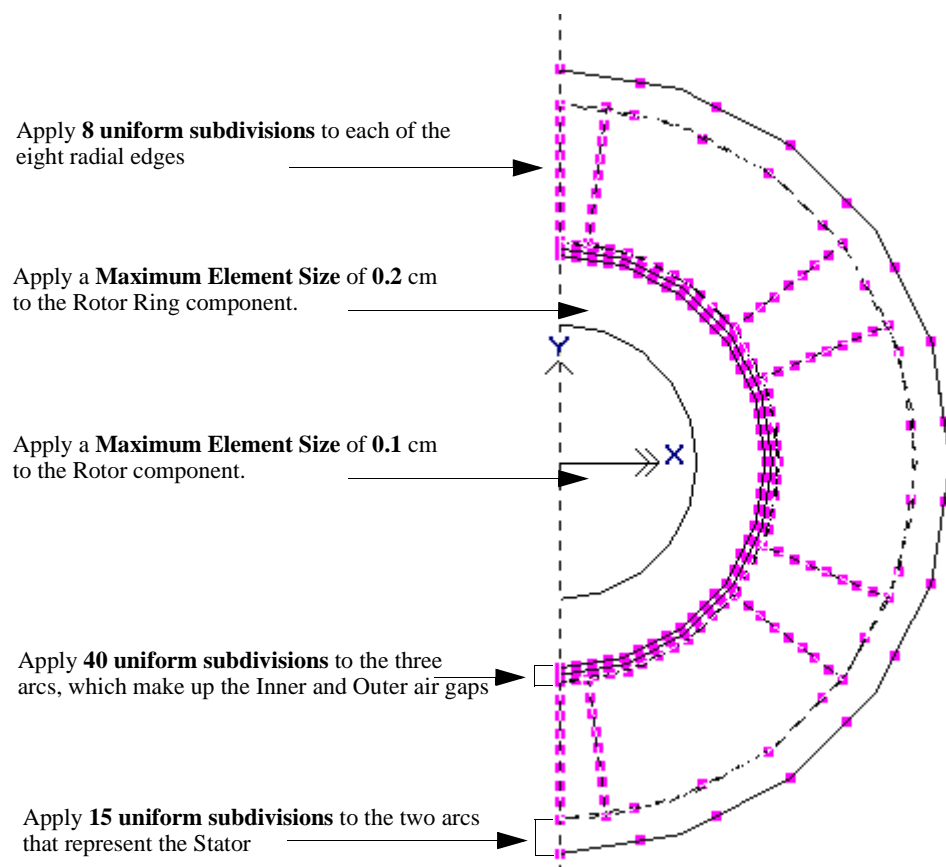 Apply 8 uniform subdivisions to each of the
eight radial edges
Apply a Maximum Element Size of 0.2 cm
to the Rotor Ring component.
Y
X
Apply a Maximum Element Size of 0.1 cm
to the Rotor component.
Apply 40 uniform subdivisions to the three
arcs, which make up the Inner and Outer air gaps
Apply 15 uniform subdivisions to the two arcs
that represent the Stator